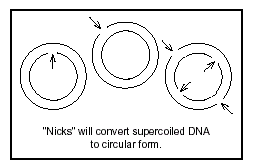 "Nicks" will convert supercoiled DNA
to circular form.